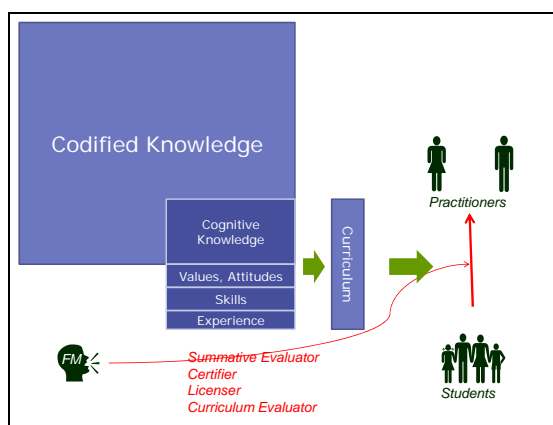 Codified Knowledge
Cognitive
Knowledge
Values, Attitudes
Skills
Experience
Curriculum
Practitioners
Students
FM
Summative Evaluator
Certifier
Licenser
Curriculum Evaluator